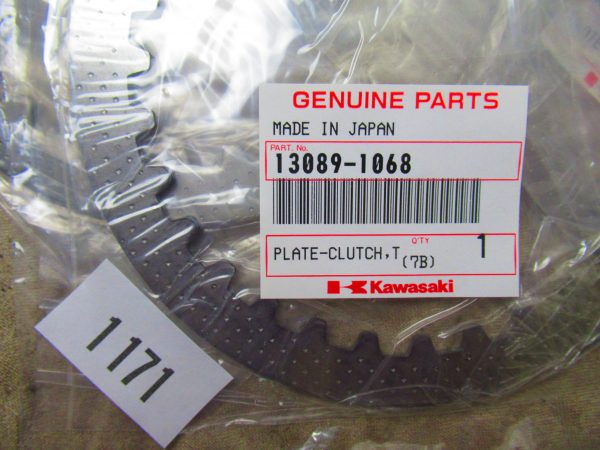 GENUINE PARTS
MADE IN JAPAN
PART. No.
13089-1068
Q'TY
PLATE-CLUTCH,T (7B) 1
Kawasaki
1171